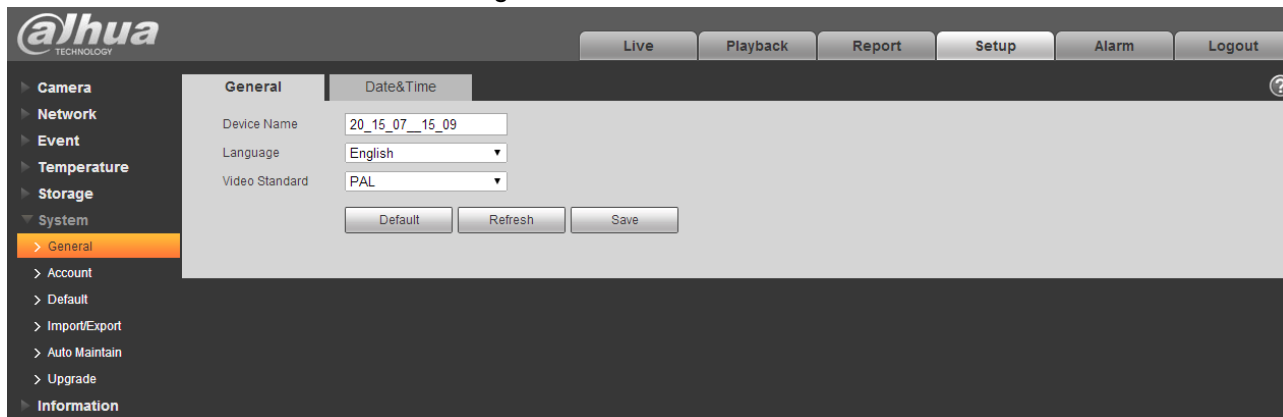 alhua
TECHNOLOGY
Live Playback Report Setup Alarm Logout
Camera
Network
Event
Temperature
Storage
System
General
Account
Default
Import/Export
Auto Maintain
Upgrade
Information
General Date&Time
Device Name 20_15_07__15_09
Language English
Video Standard PAL
Default Refresh Save